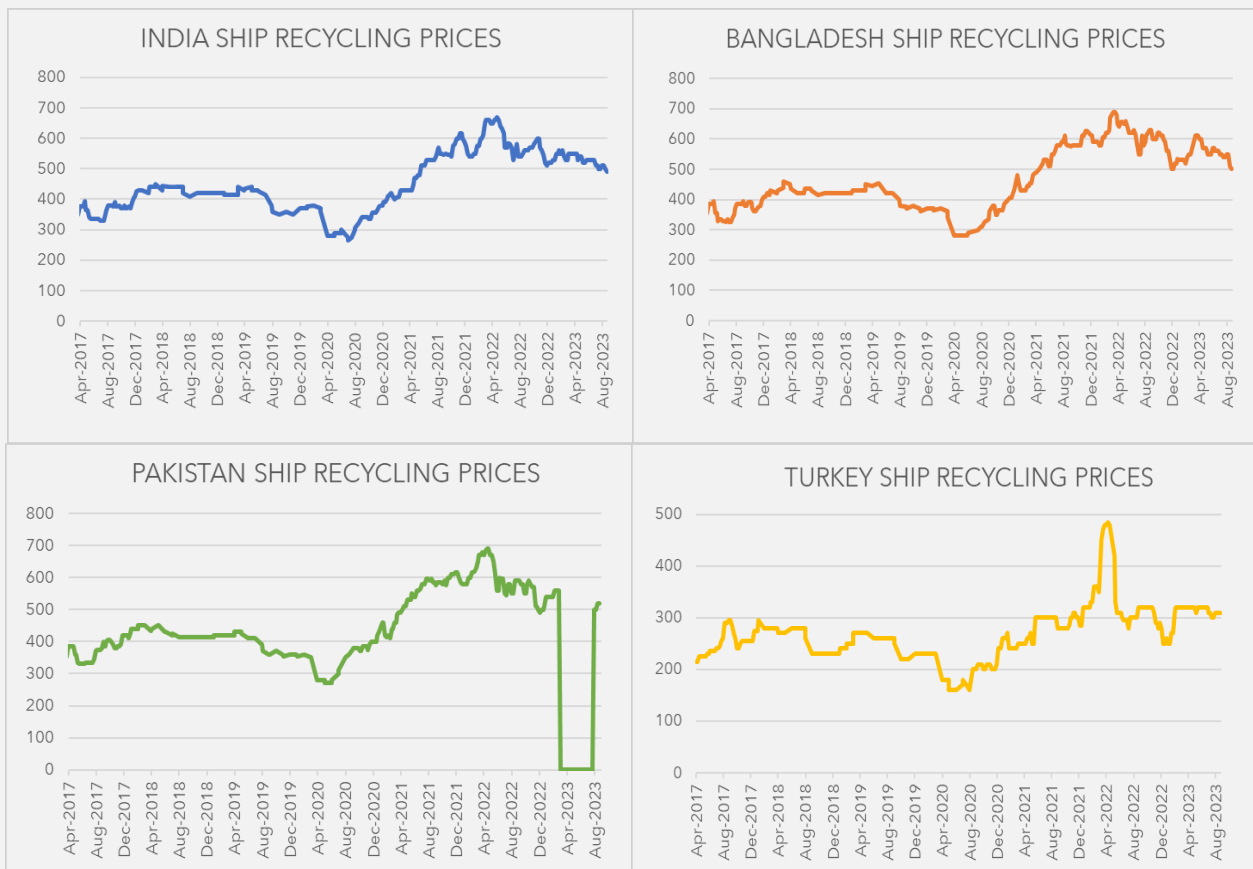 INDIA SHIP RECYCLING PRICES
800
700
600
500
400
300
200
100
0
Apr-2017
Aug-2017
Dec-2017
Apr-2018
Aug-2018
Dec-2018
Apr-2019
Aug-2019
Dec-2019
Apr-2020
Aug-2020
Dec-2020
Apr-2021
Aug-2021
Dec-2021
Apr-2022
Aug-2022
Dec-2022
Apr-2023
Aug-2023
BANGLADESH SHIP RECYCLING PRICES
800
700
600
500
400
300
200
100
0
Apr-2017
Aug-2017
Dec-2017
Apr-2018
Aug-2018
Dec-2018
Apr-2019
Aug-2019
Dec-2019
Apr-2020
Aug-2020
Dec-2020
Apr-2021
Aug-2021
Dec-2021
Apr-2022
Aug-2022
Dec-2022
Apr-2023
Aug-2023
PAKISTAN SHIP RECYCLING PRICES
800
700
600
500
400
300
200
100
0
Apr-2017
Aug-2017
Dec-2017
Apr-2018
Aug-2018
Dec-2018
Apr-2019
Aug-2019
Dec-2019
Apr-2020
Aug-2020
Dec-2020
Apr-2021
Aug-2021
Dec-2021
Apr-2022
Aug-2022
Dec-2022
Apr-2023
Aug-2023
TURKEY SHIP RECYCLING PRICES
500
400
300
200
100
0
Apr-2017
Aug-2017
Dec-2017
Apr-2018
Aug-2018
Dec-2018
Apr-2019
Aug-2019
Dec-2019
Apr-2020
Aug-2020
Dec-2020
Apr-2021
Aug-2021
Dec-2021
Apr-2022
Aug-2022
Dec-2022
Apr-2023
Aug-2023